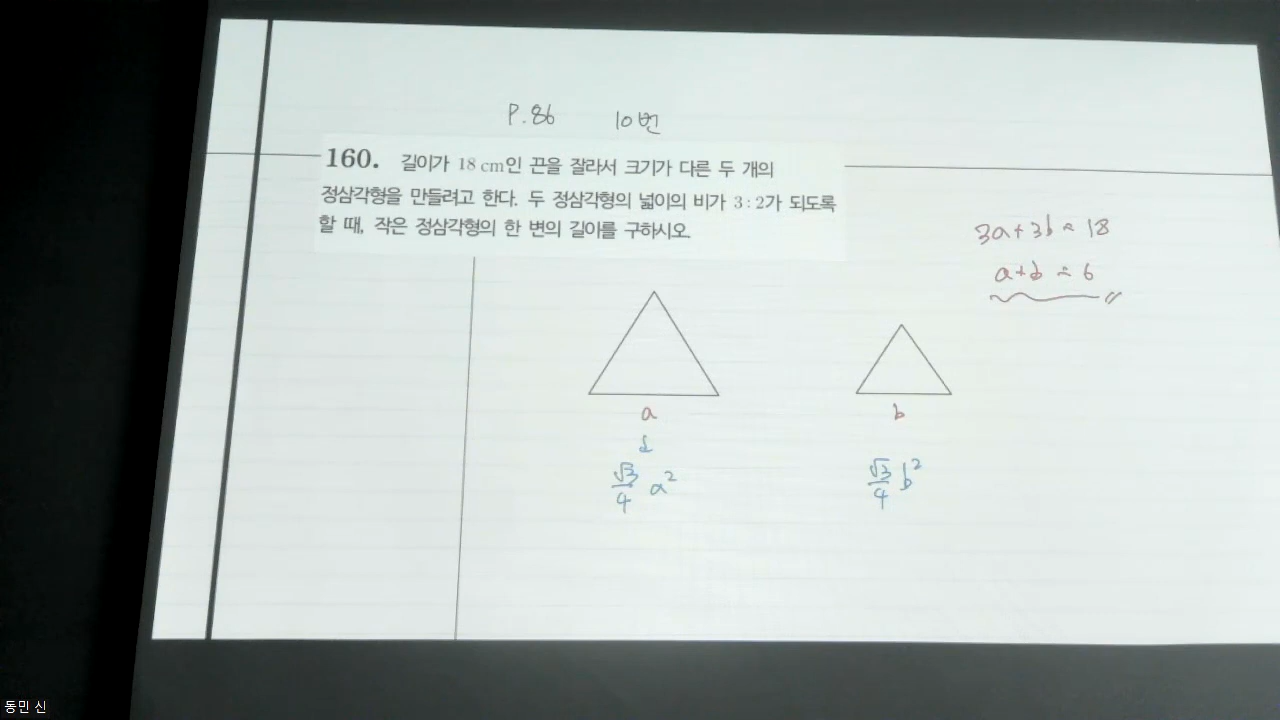 P.86 10번
160. 길이가 18 cm인 끈을 잘라서 크기가 다른 두 개의
정삼각형을 만들려고 한다. 두 정삼각형의 넓이의 비가 3 : 2가 되도록
할 때, 작은 정삼각형의 한 변의 길이를 구하시오.
3a+3b = 18
a+b = 6
a
b
√3/4 a²
√3/4 b²
동민 신